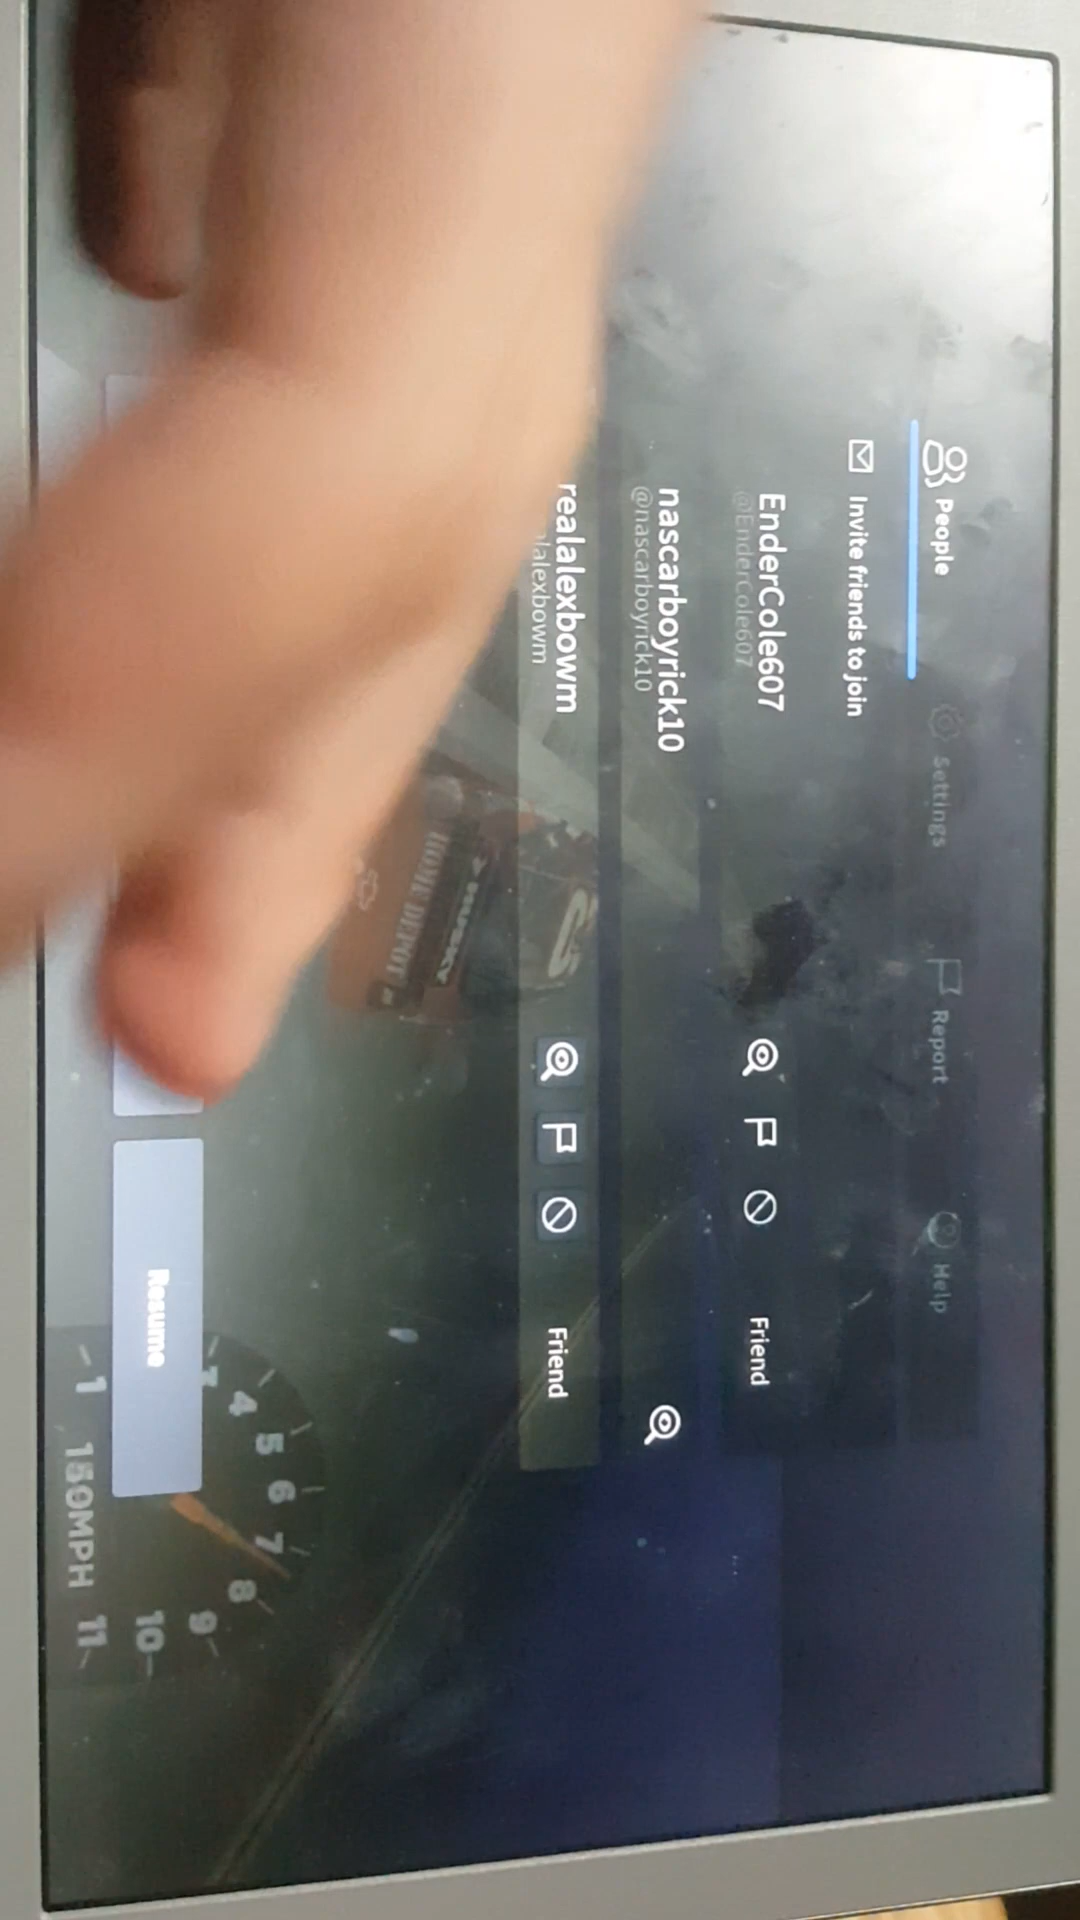 People
Settings
Report
Help
Invite friends to join
EnderCole607
@EnderCole607
Friend
nascarboyrick10
@nascarboyrick10
realalexbowm
lalexbowm
Friend
HUSKY
HOME DEPOT
Resume
1
3
4
5
6
7
8
9
10
11
150MPH